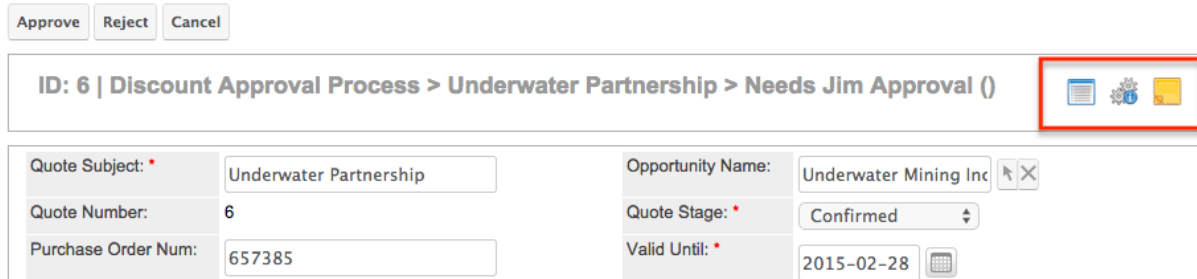 Approve Reject Cancel
ID: 6 | Discount Approval Process > Underwater Partnership > Needs Jim Approval ()
Quote Subject: * Underwater Partnership Opportunity Name: Underwater Mining Inc
Quote Number: 6 Quote Stage: * Confirmed
Purchase Order Num: 657385 Valid Until: * 2015-02-28